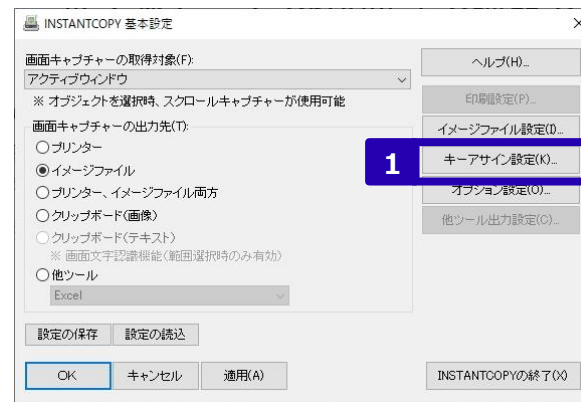 INSTANTCOPY 基本設定
画面キャプチャーの取得対象(F):
アクティブウィンドウ
※ オブジェクトを選択時、スクロールキャプチャーが使用可能
画面キャプチャーの出力先(T):
プリンター
イメージファイル
プリンター、イメージファイル両方
クリップボード(画像)
クリップボード(テキスト)
※ 画面文字認識機能(範囲選択時のみ有効)
他ツール
Excel
設定の保存 設定の読込
OK キャンセル 適用(A)
ヘルプ(H)...
印刷設定(P)...
イメージファイル設定(I)...
1 キーアサイン設定(K)...
オプション設定(O)...
他ツール出力設定(C)...
INSTANTCOPYの終了(X)